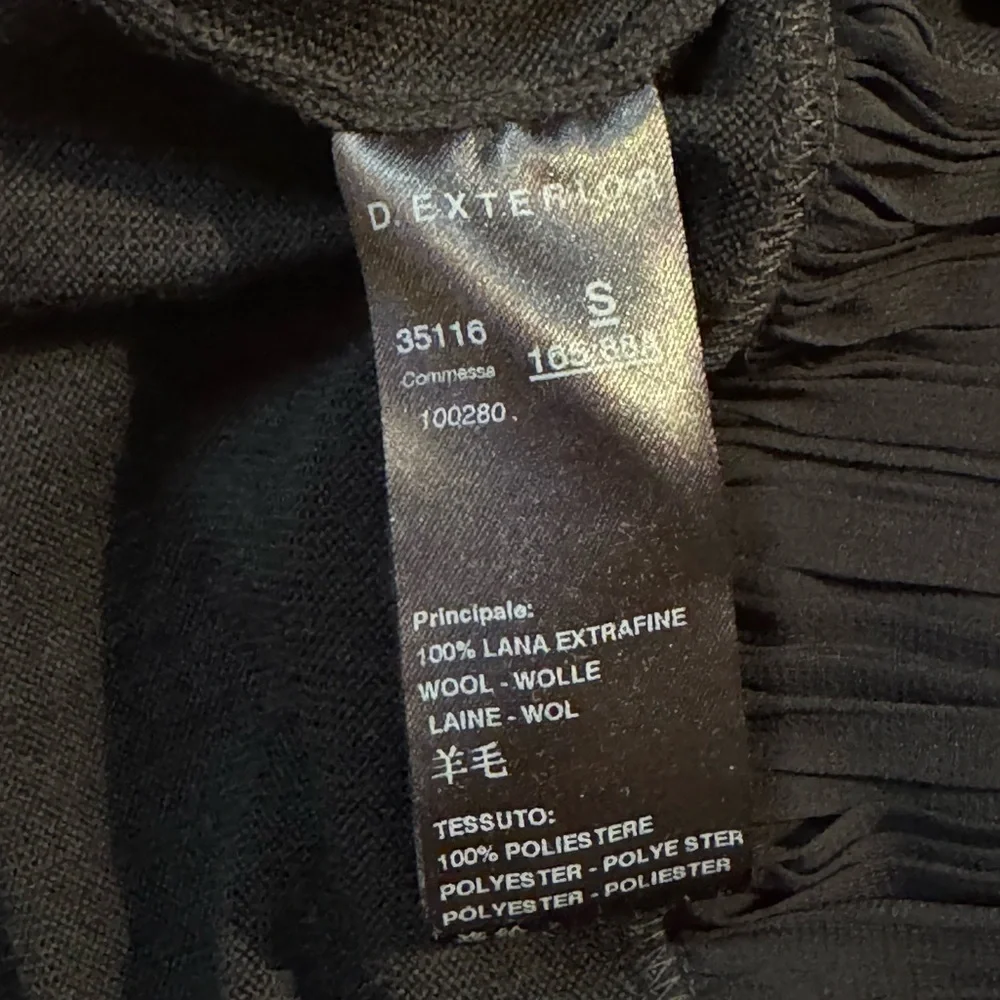 D. EXTERIOR
S
35116
Commessa
100280.
Principale:
100% LANA EXTRAFINE
WOOL - WOLLE
LAINE - WOL
羊毛
TESSUTO:
100% POLIESTERE
POLYESTER - POLYE STER
POLYESTER - POLIESTER